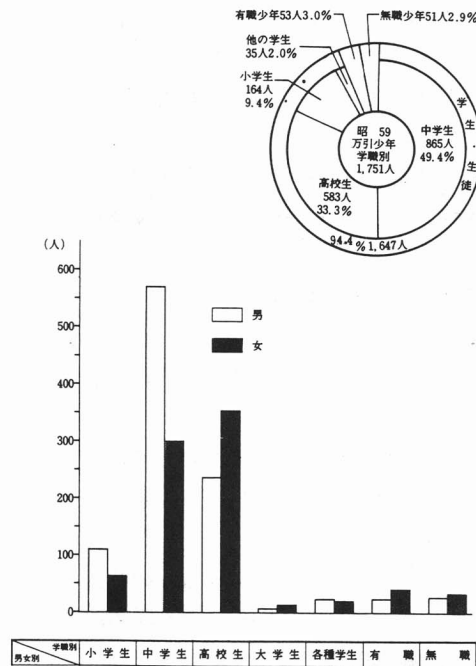 有職少年53人3.0%
無職少年51人2.9%
他の学生
35人2.0%
小学生
164人
9.4%
昭 59
万引少年
学職別
1,751人
中学生
865人
49.4%
学生生徒
高校生
583人
33.3%
94.4% 1,647人
(人)
600
500
400
300
200
100
0
男
女
学職別
男女別
小学生
中学生
高校生
大学生
各種学生
有職
無職